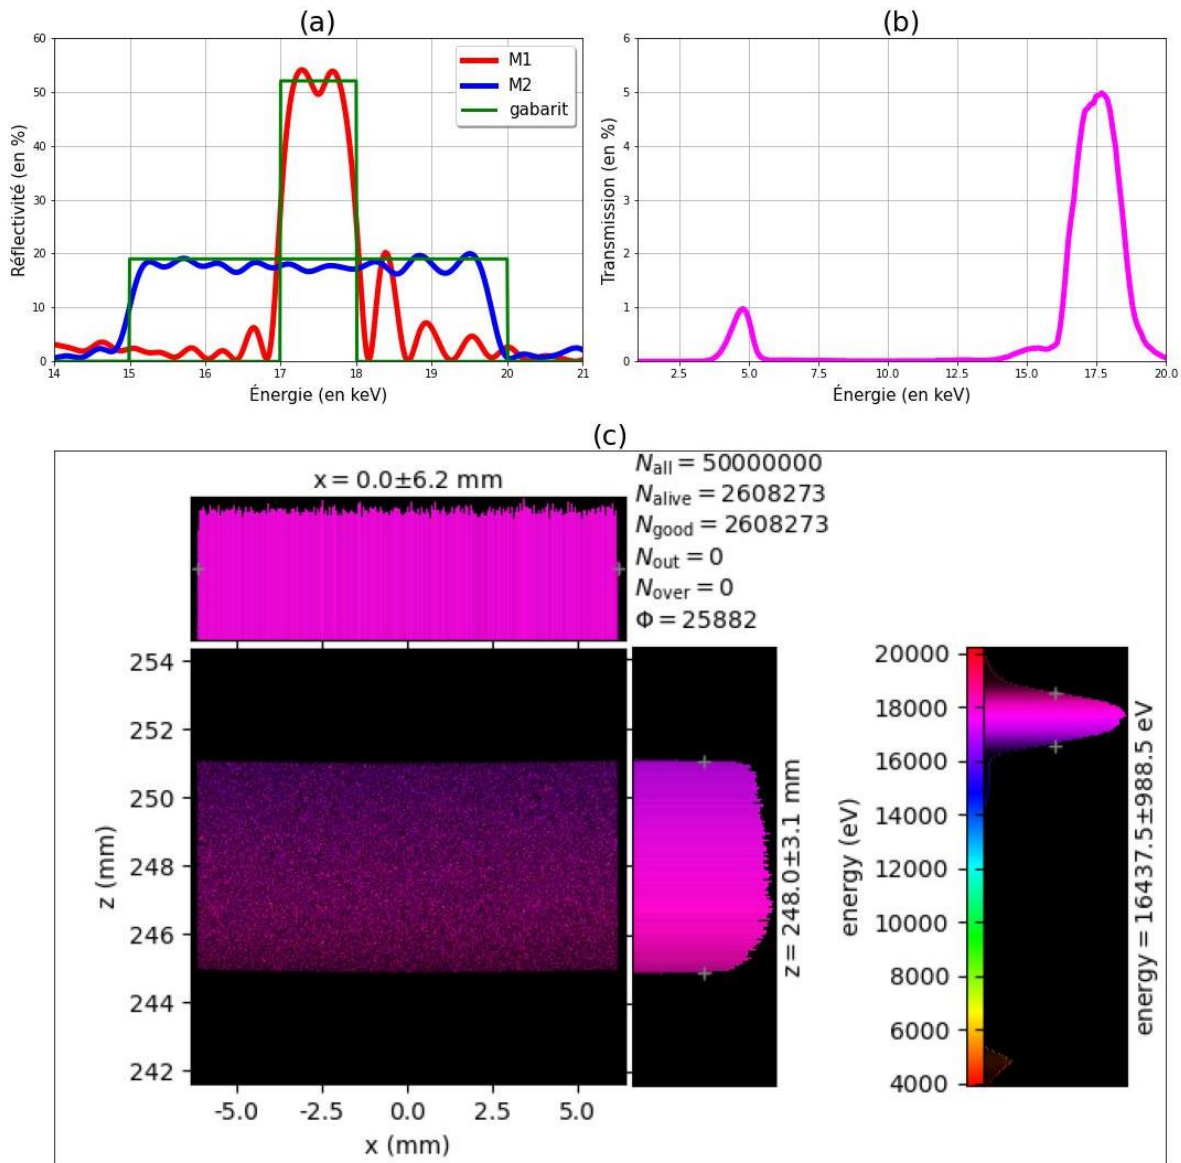 (a)
(b)
60
50
40
30
20
10
0
Réflectivité (en %)
M1
M2
gabarit
14
15
16
17
18
19
20
21
Énergie (en keV)
6
5
4
3
2
1
0
Transmission (en %)
2.5
5.0
7.5
10.0
12.5
15.0
17.5
20.0
Énergie (en keV)
(c)
x = 0.0±6.2 mm
Nall = 50000000
Nalive = 2608273
Ngood = 2608273
Nout = 0
Nover = 0
Φ = 25882
254
252
250
248
246
244
242
z (mm)
-5.0
-2.5
0.0
2.5
5.0
x (mm)
z = 248.0±3.1 mm
20000
18000
16000
14000
12000
10000
8000
6000
4000
energy (eV)
energy = 16437.5±988.5 eV